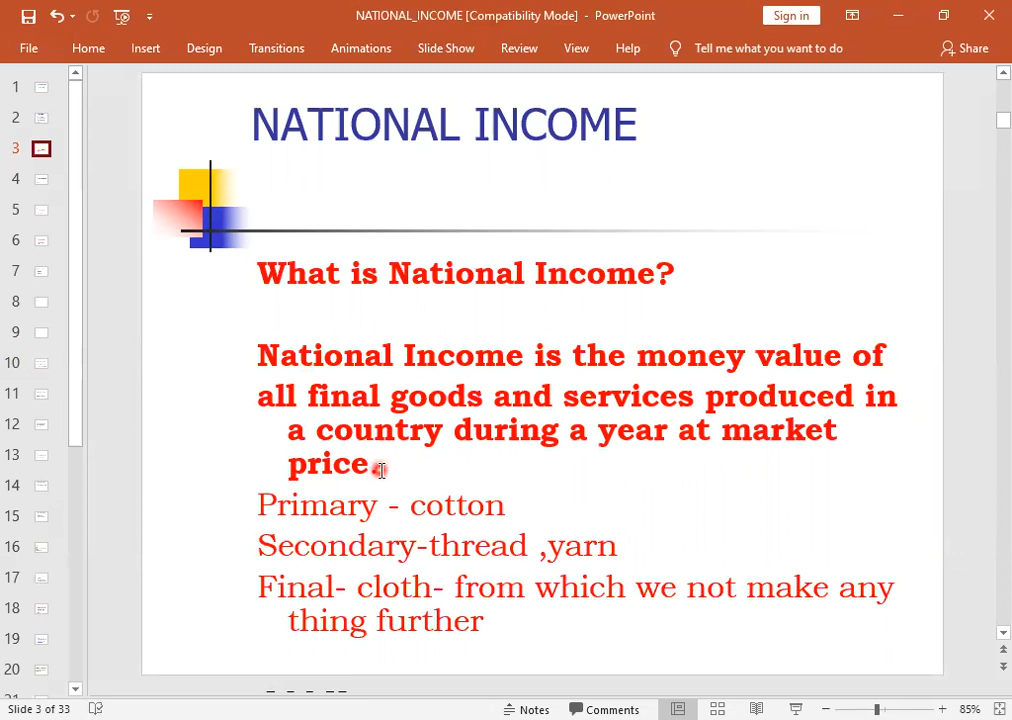 NATIONAL_INCOME [Compatibility Mode] - PowerPoint
Sign in
File Home Insert Design Transitions Animations Slide Show Review View Help Tell me what you want to do Share
1
2
3
4
5
6
7
8
9
10
11
12
13
14
15
16
17
18
19
20
NATIONAL INCOME
What is National Income?
National Income is the money value of
all final goods and services produced in
a country during a year at market
price.
Primary - cotton
Secondary-thread ,yarn
Final- cloth- from which we not make any
thing further
Slide 3 of 33 Notes Comments 85%